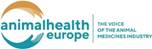 animalhealth
europe
THE VOICE
OF THE ANIMAL
MEDICINES INDUSTRY